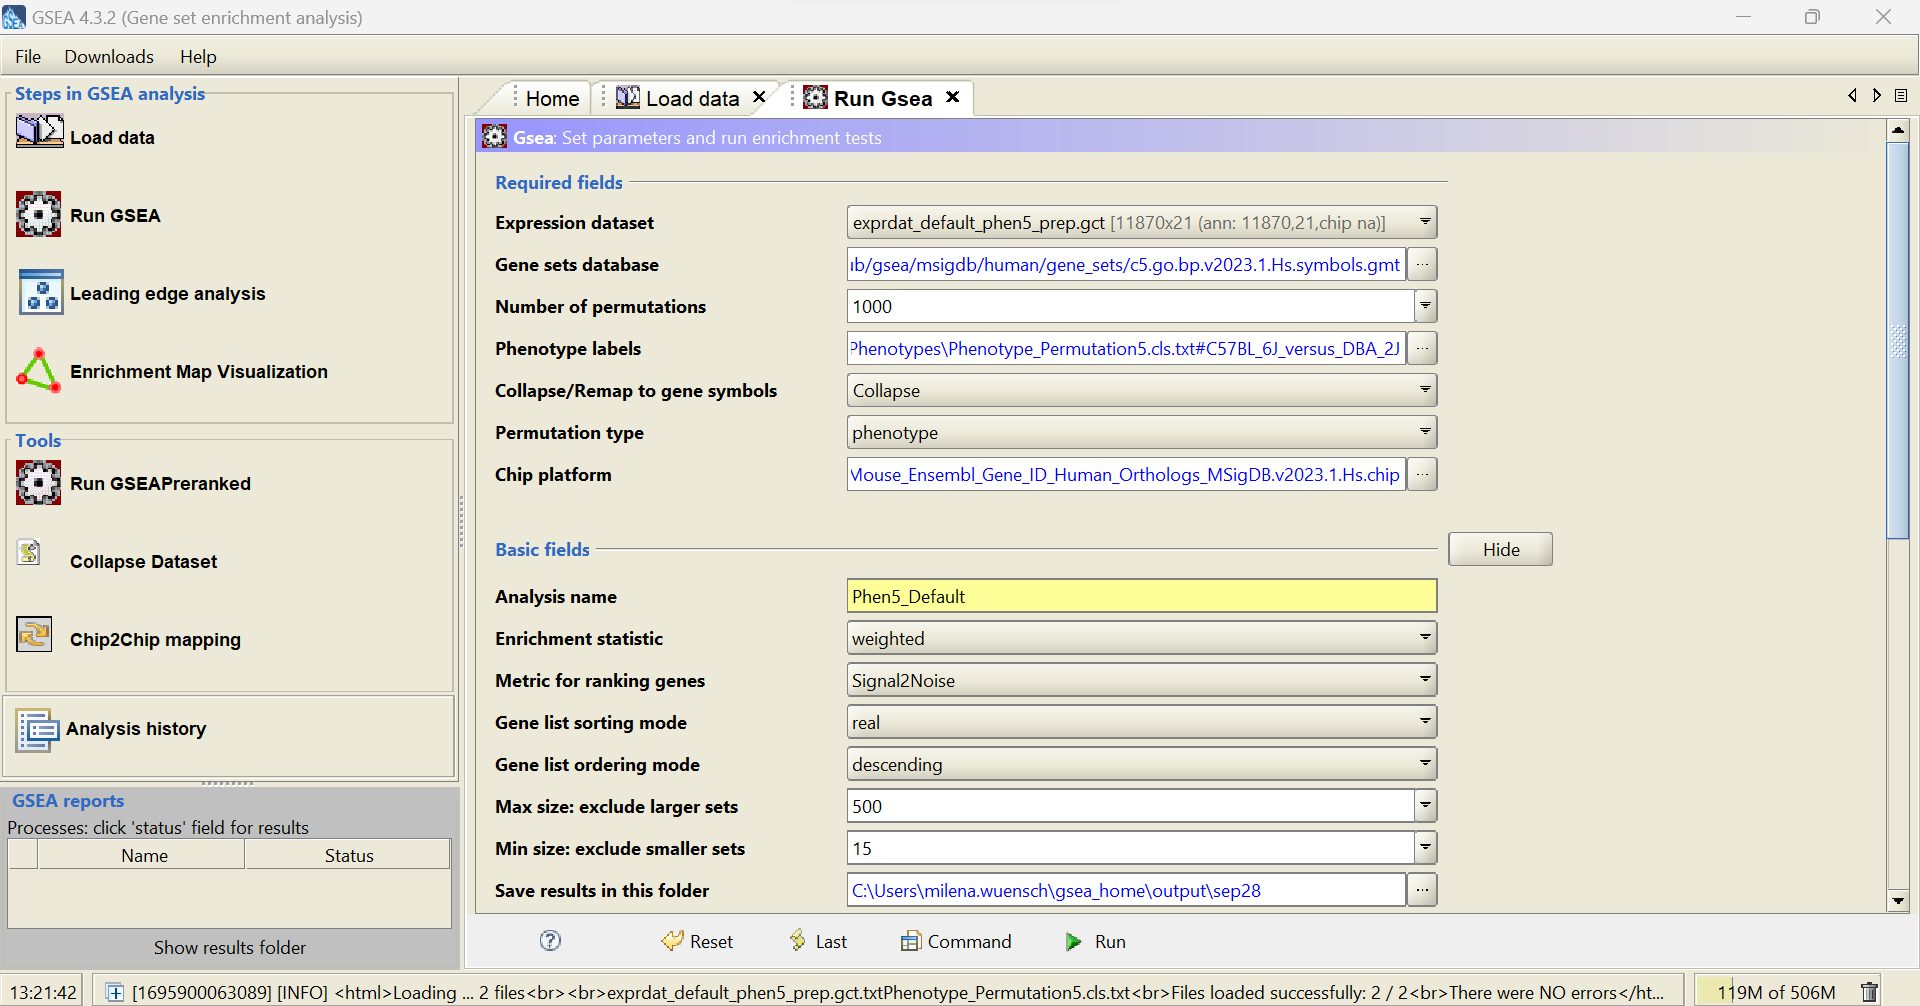 GSEA 4.3.2 (Gene set enrichment analysis)
File Downloads Help
Steps in GSEA analysis
Load data
Run GSEA
Leading edge analysis
Enrichment Map Visualization
Tools
Run GSEAPreranked
Collapse Dataset
Chip2Chip mapping
Analysis history
GSEA reports
Processes: click 'status' field for results
Name Status
Show results folder
Home Load data Run Gsea
Gsea: Set parameters and run enrichment tests
Required fields
Expression dataset exprdat_default_phen5_prep.gct [11870x21 (ann: 11870,21,chip na)]
Gene sets database ub/gsea/msigdb/human/gene_sets/c5.go.bp.v2023.1.Hs.symbols.gmt ...
Number of permutations 1000
Phenotype labels Phenotypes\Phenotype_Permutation5.cls.txt#C57BL_6J_versus_DBA_2J ...
Collapse/Remap to gene symbols Collapse
Permutation type phenotype
Chip platform Mouse_Ensembl_Gene_ID_Human_Orthologs_MSigDB.v2023.1.Hs.chip ...
Basic fields Hide
Analysis name Phen5_Default
Enrichment statistic weighted
Metric for ranking genes Signal2Noise
Gene list sorting mode real
Gene list ordering mode descending
Max size: exclude larger sets 500
Min size: exclude smaller sets 15
Save results in this folder C:\Users\milena.wuensch\gsea_home\output\sep28 ...
? Reset Last Command Run
13:21:42 [1695900063089] [INFO] <html>Loading ... 2 files<br><br>exprdat_default_phen5_prep.gct.txtPhenotype_Permutation5.cls.txt<br>Files loaded successfully: 2 / 2<br>There were NO errors</ht... 119M of 506M